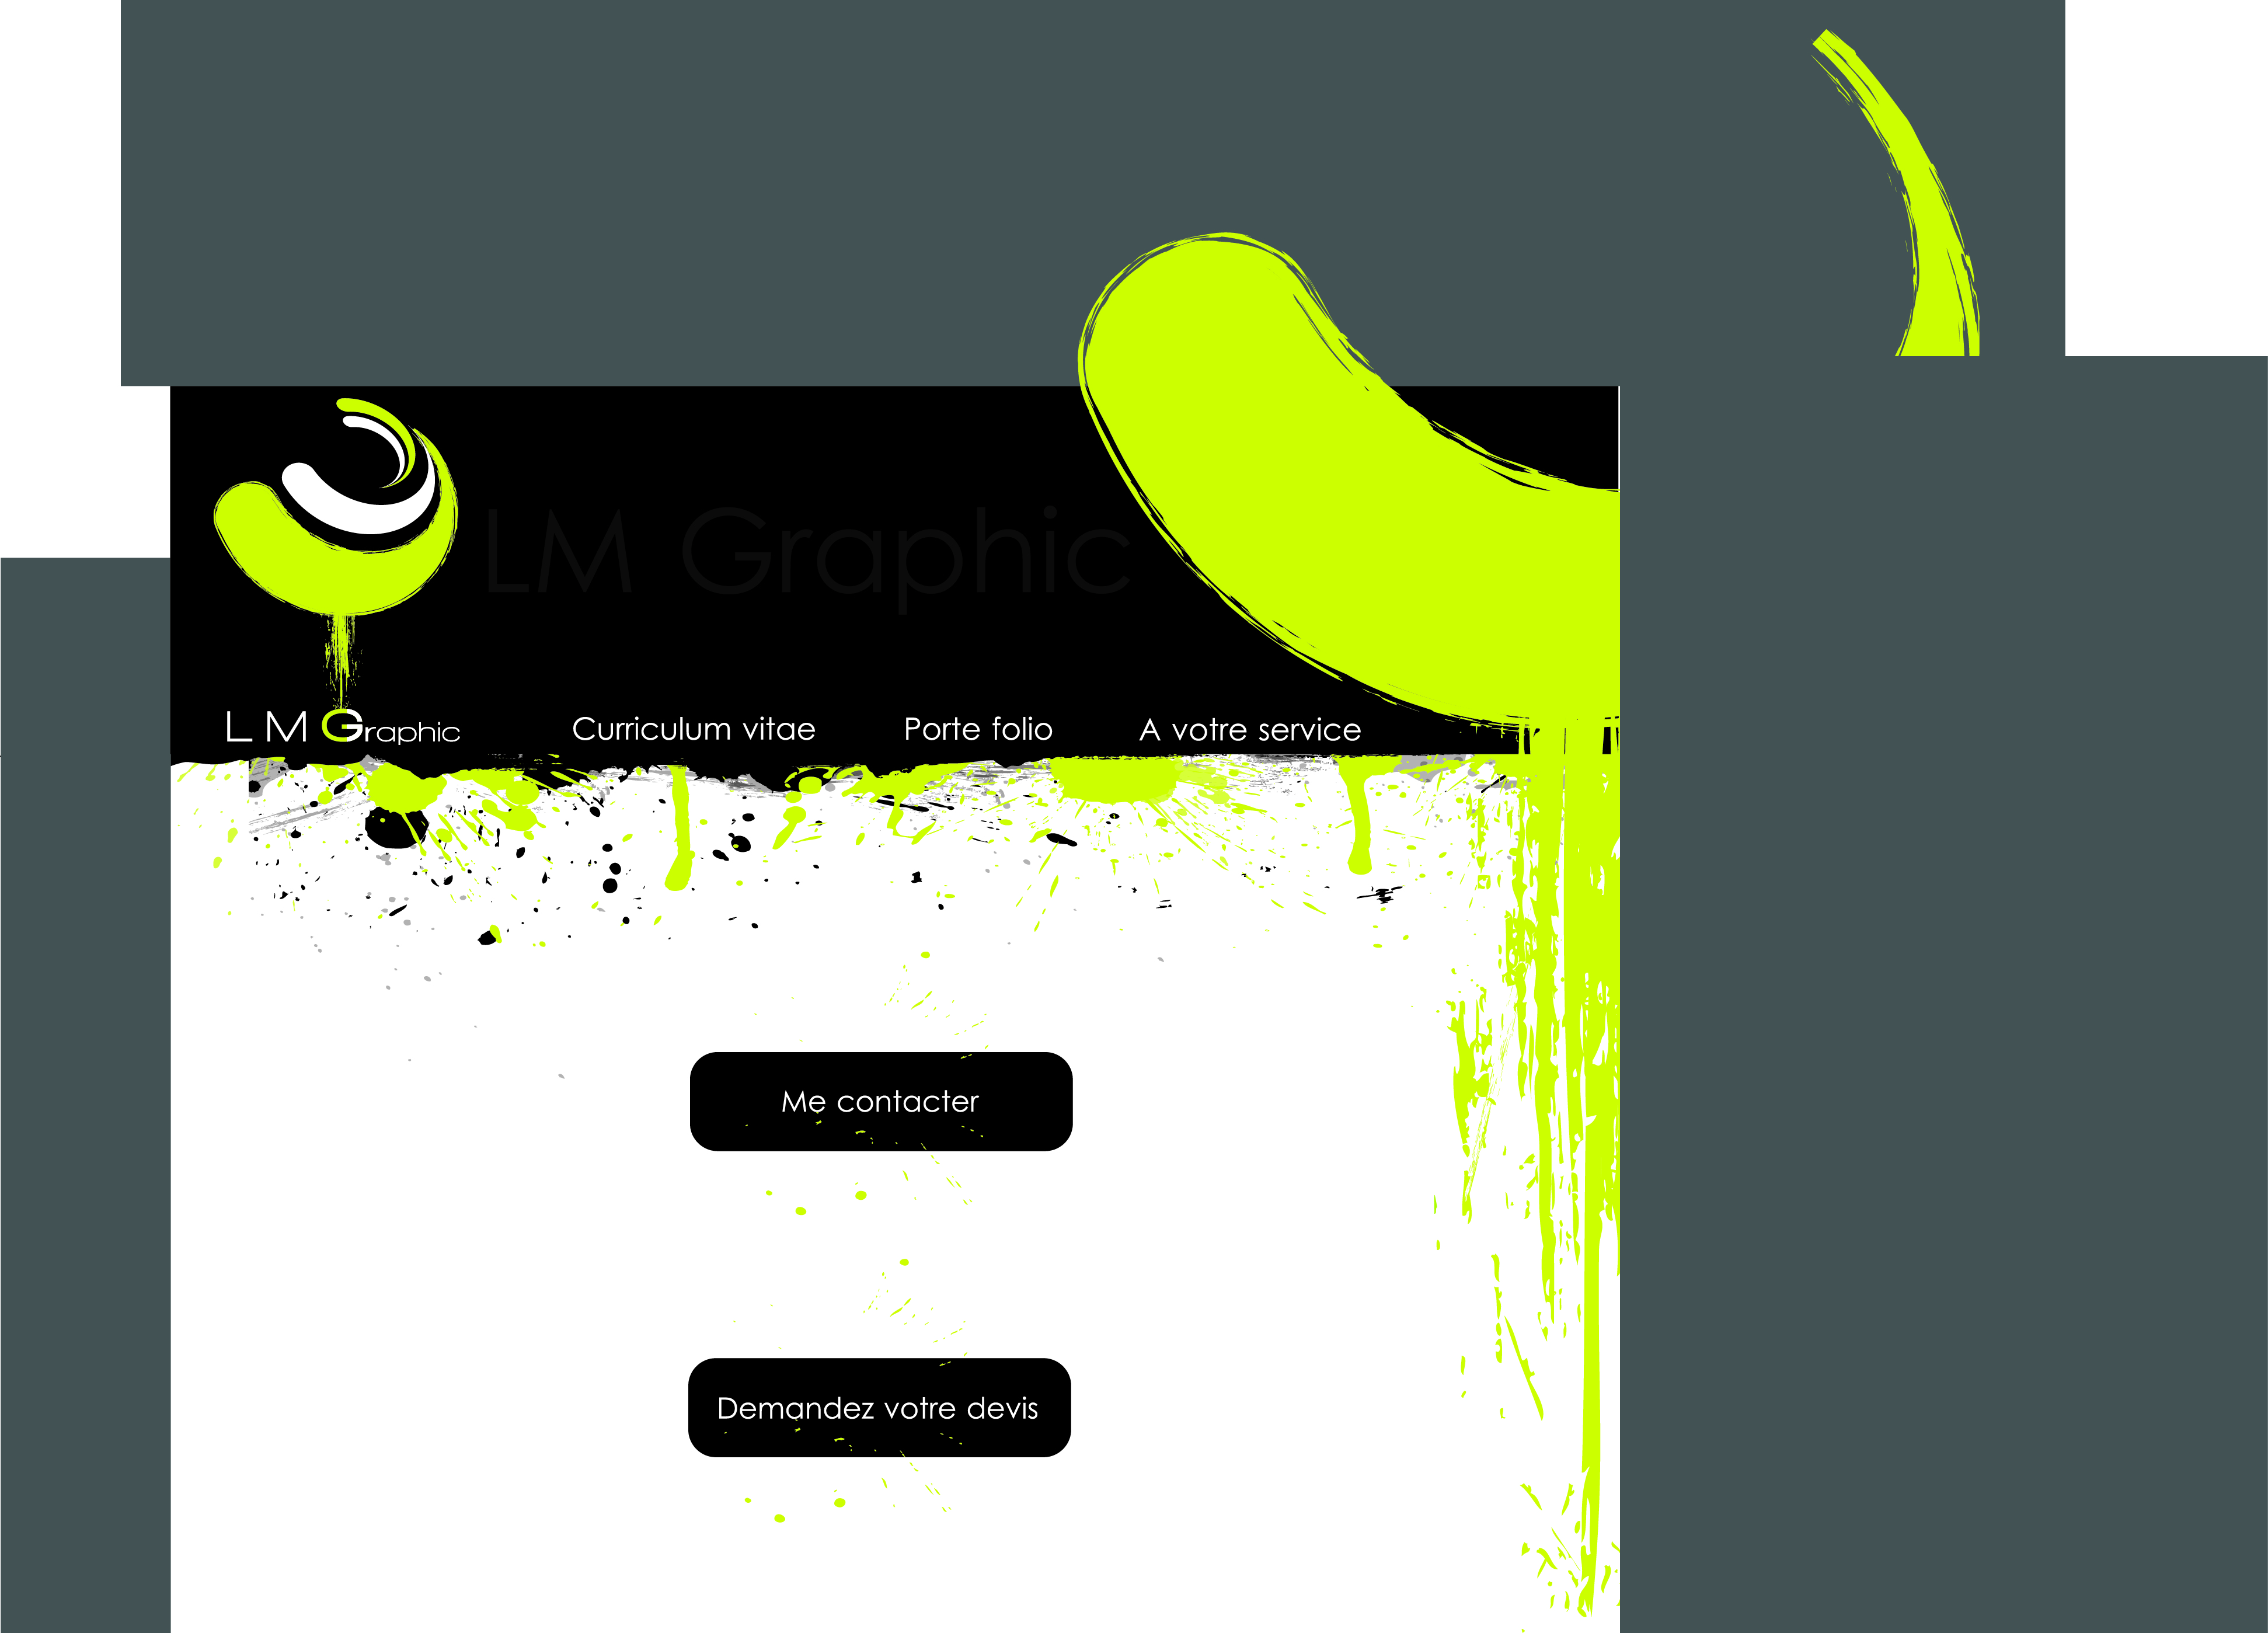 LM Graphic
L M Graphic
Curriculum vitae
Porte folio
A votre service
Me contacter
Demandez votre devis